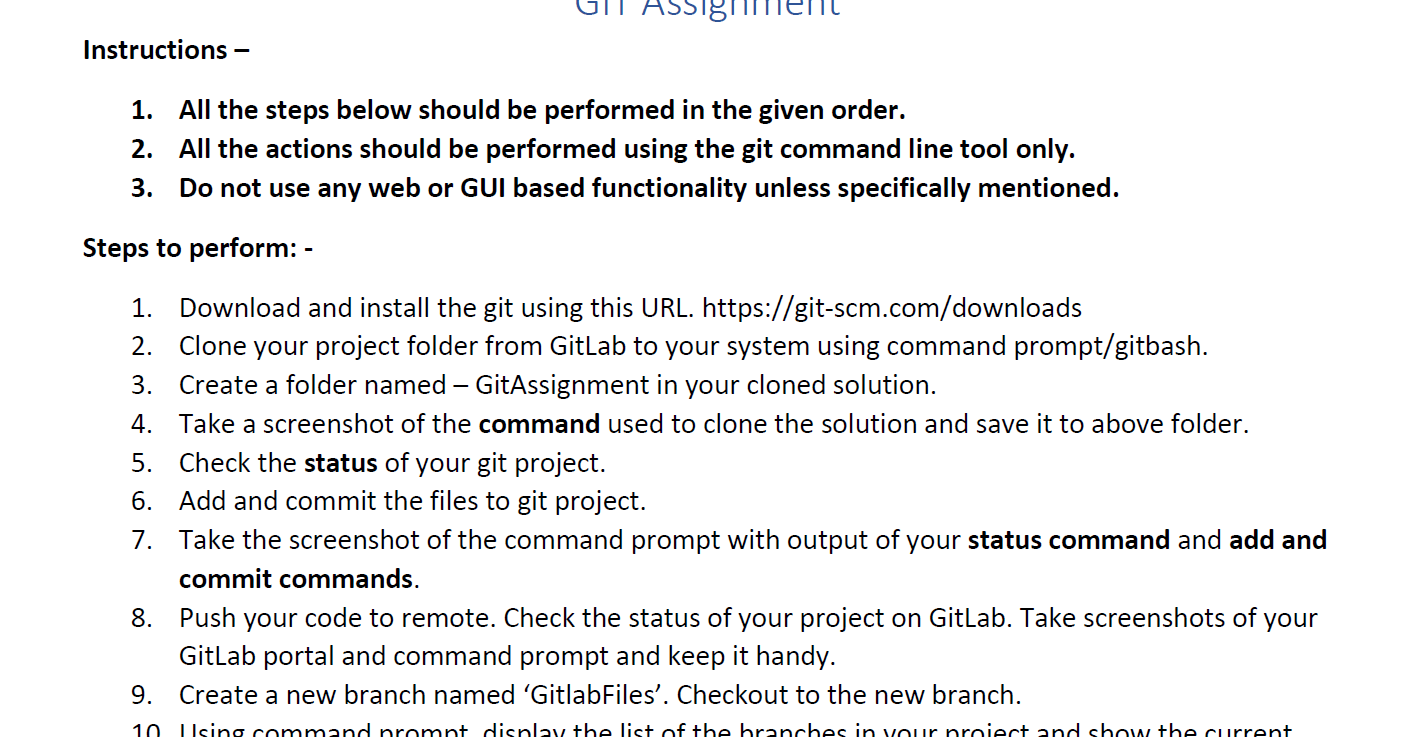 GIT Assignment
Instructions –
1. All the steps below should be performed in the given order.
2. All the actions should be performed using the git command line tool only.
3. Do not use any web or GUI based functionality unless specifically mentioned.
Steps to perform: -
1. Download and install the git using this URL. https://git-scm.com/downloads
2. Clone your project folder from GitLab to your system using command prompt/gitbash.
3. Create a folder named – GitAssignment in your cloned solution.
4. Take a screenshot of the command used to clone the solution and save it to above folder.
5. Check the status of your git project.
6. Add and commit the files to git project.
7. Take the screenshot of the command prompt with output of your status command and add and
commit commands.
8. Push your code to remote. Check the status of your project on GitLab. Take screenshots of your
GitLab portal and command prompt and keep it handy.
9. Create a new branch named ‘GitlabFiles’. Checkout to the new branch.
10. Using command prompt, display the list of the branches in your project and show the current